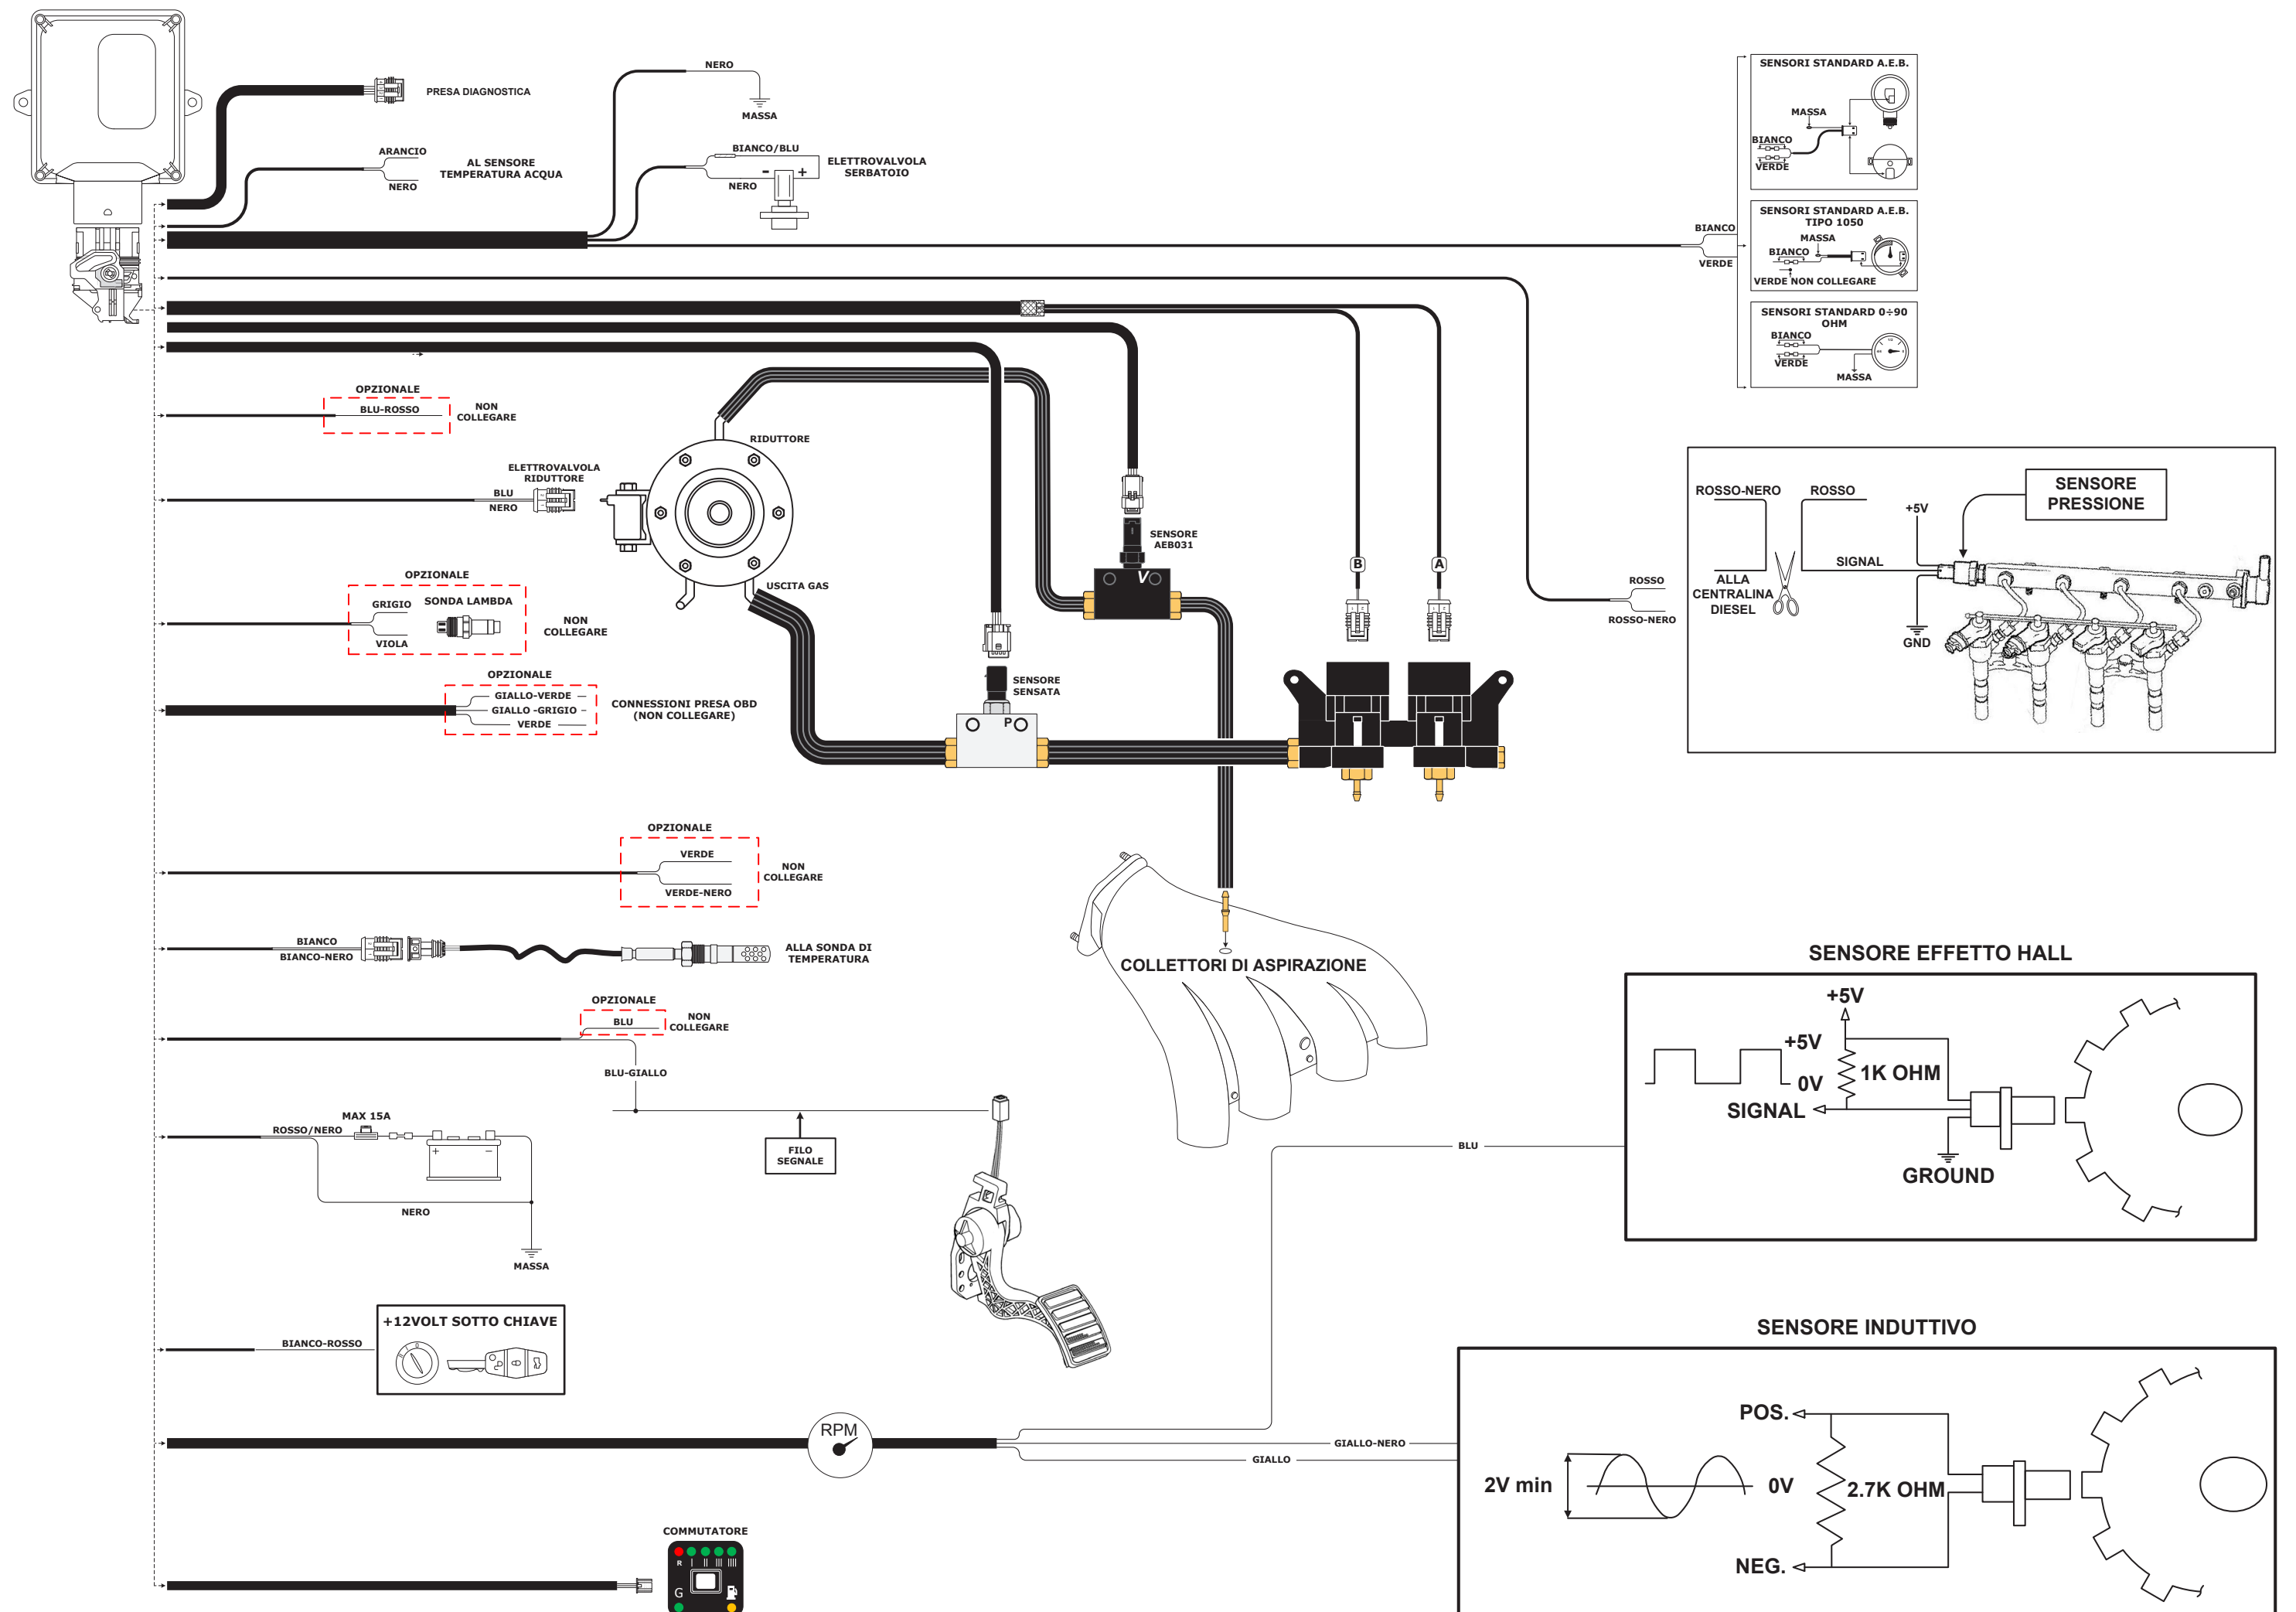 NERO
MASSA
PRESA DIAGNOSTICA
ARANCIO
NERO
AL SENSORE
TEMPERATURA ACQUA
BIANCO/BLU
NERO
- +
ELETTROVALVOLA
SERBATOIO
BIANCO
VERDE
SENSORI STANDARD A.E.B.
MASSA
BIANCO
VERDE
SENSORI STANDARD A.E.B.
TIPO 1050
MASSA
BIANCO
VERDE NON COLLEGARE
SENSORI STANDARD 0÷90
OHM
BIANCO
VERDE
MASSA
OPZIONALE
BLU-ROSSO
NON
COLLEGARE
RIDUTTORE
ELETTROVALVOLA
RIDUTTORE
BLU
NERO
USCITA GAS
SENSORE
AEB031
V
B
A
ROSSO
ROSSO-NERO
ROSSO-NERO
ROSSO
ALLA
CENTRALINA
DIESEL
+5V
SIGNAL
GND
SENSORE
PRESSIONE
OPZIONALE
GRIGIO
SONDA LAMBDA
VIOLA
NON
COLLEGARE
OPZIONALE
GIALLO-VERDE
GIALLO -GRIGIO
VERDE
CONNESSIONI PRESA OBD
(NON COLLEGARE)
SENSORE
SENSATA
P
OPZIONALE
VERDE
VERDE-NERO
NON
COLLEGARE
BIANCO
BIANCO-NERO
ALLA SONDA DI
TEMPERATURA
COLLETTORI DI ASPIRAZIONE
OPZIONALE
BLU
NON
COLLEGARE
BLU-GIALLO
FILO
SEGNALE
MAX 15A
ROSSO/NERO
+ −
NERO
MASSA
+12VOLT SOTTO CHIAVE
BIANCO-ROSSO
SENSORE EFFETTO HALL
+5V
+5V
0V
1K OHM
SIGNAL
GROUND
BLU
RPM
GIALLO-NERO
GIALLO
SENSORE INDUTTIVO
POS.
2V min
0V
2.7K OHM
NEG.
COMMUTATORE
R I II III IIII
G